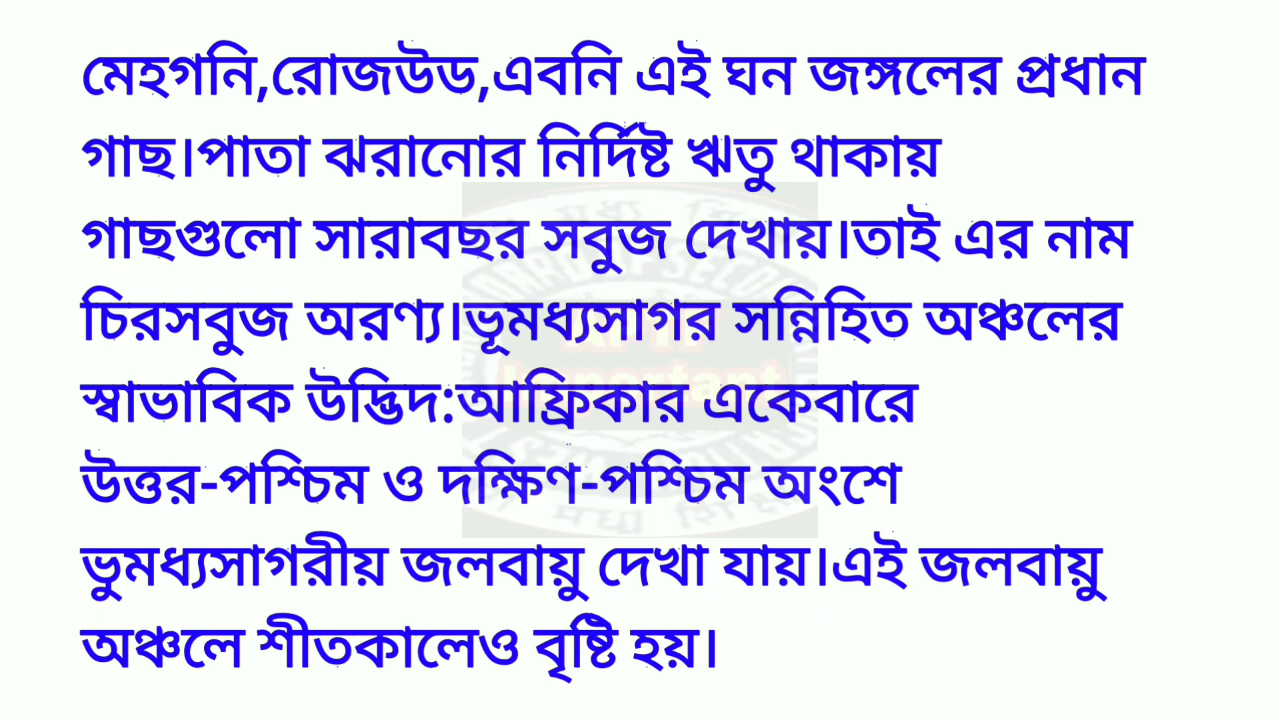 মেহগনি,রোজউড,এবনি এই ঘন জঙ্গলের প্রধান
গাছ।পাতা ঝরানোর নির্দিষ্ট ঋতু থাকায়
গাছগুলো সারাবছর সবুজ দেখায়।তাই এর নাম
চিরসবুজ অরণ্য।ভূমধ্যসাগর সন্নিহিত অঞ্চলের
স্বাভাবিক উদ্ভিদ:আফ্রিকার একেবারে
উত্তর-পশ্চিম ও দক্ষিণ-পশ্চিম অংশে
ভুমধ্যসাগরীয় জলবায়ু দেখা যায়।এই জলবায়ু
অঞ্চলে শীতকালেও বৃষ্টি হয়।